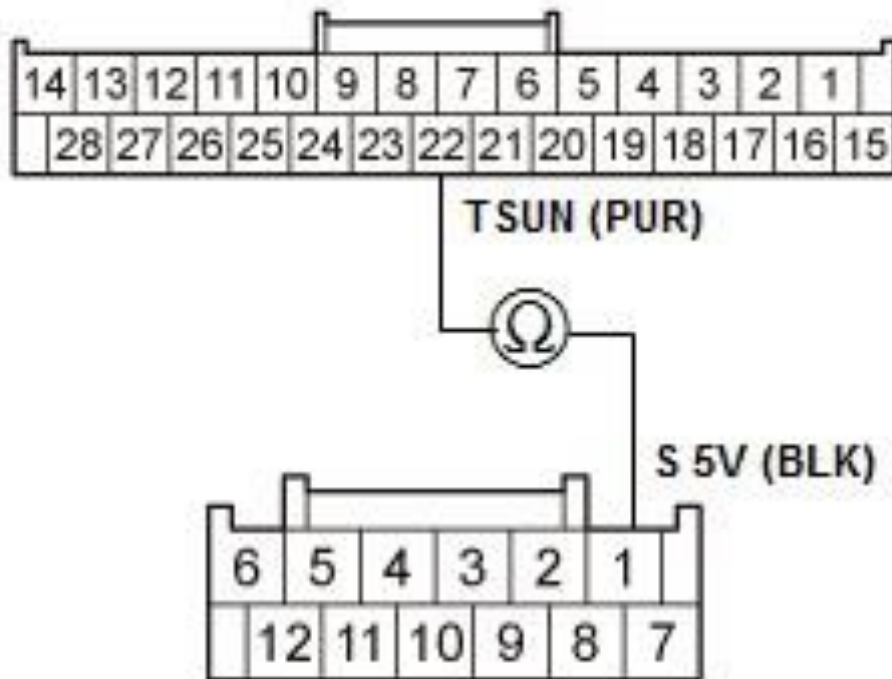 14 13 12 11 10 9 8 7 6 5 4 3 2 1
28 27 26 25 24 23 22 21 20 19 18 17 16 15
TSUN (PUR)
Ω
S 5V (BLK)
6 5 4 3 2 1
12 11 10 9 8 7